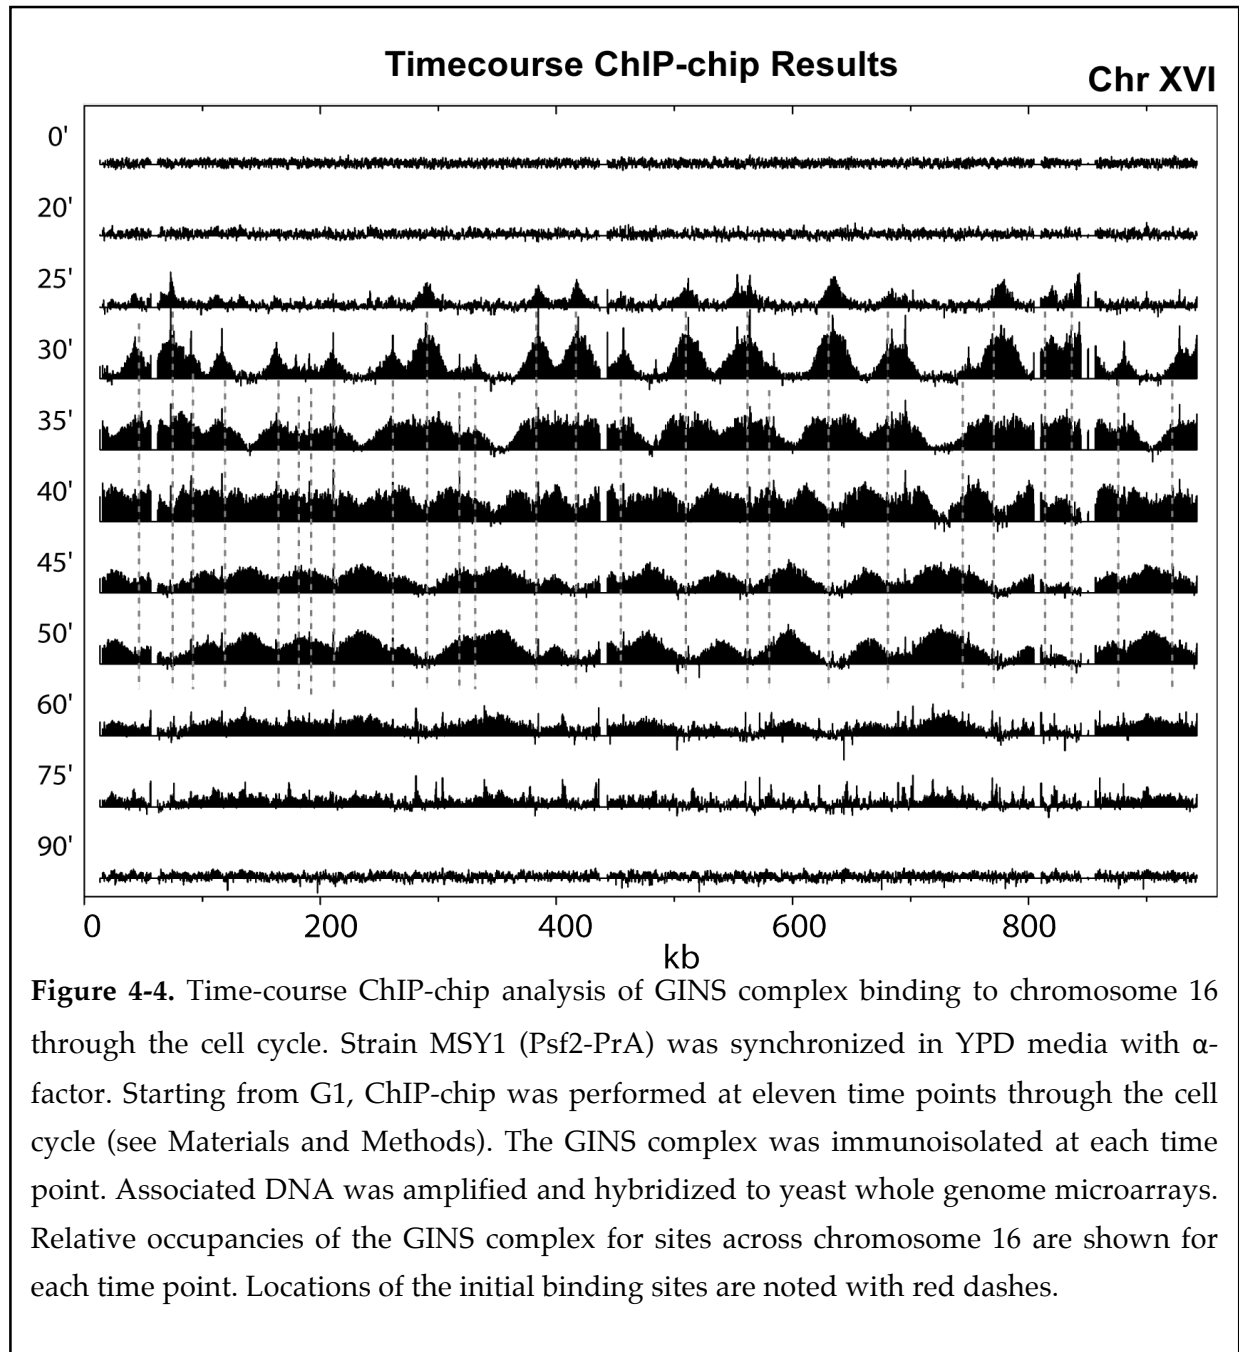 Timecourse ChIP-chip Results
Chr XVI
0'
20'
25'
30'
35'
40'
45'
50'
60'
75'
90'
0 200 400 600 800
kb
Figure 4-4. Time-course ChIP-chip analysis of GINS complex binding to chromosome 16
through the cell cycle. Strain MSY1 (Psf2-PrA) was synchronized in YPD media with α-
factor. Starting from G1, ChIP-chip was performed at eleven time points through the cell
cycle (see Materials and Methods). The GINS complex was immunoisolated at each time
point. Associated DNA was amplified and hybridized to yeast whole genome microarrays.
Relative occupancies of the GINS complex for sites across chromosome 16 are shown for
each time point. Locations of the initial binding sites are noted with red dashes.